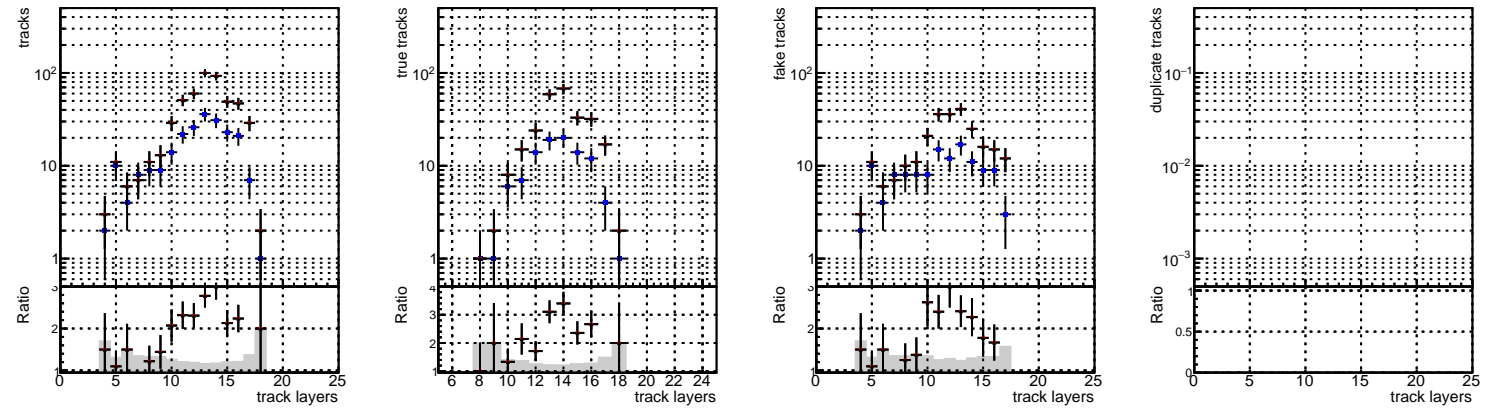 tracks
10²
10
1
Ratio
3
2
1
0 5 10 15 20 25
track layers
true tracks
10²
10
1
Ratio
4
3
2
1
6 8 10 12 14 16 18 20 22 24
track layers
fake tracks
10²
10
1
Ratio
3
2
1
0 5 10 15 20 25
track layers
duplicate tracks
10⁻¹
10⁻²
10⁻³
Ratio
1
0.5
0
0 5 10 15 20 25
track layers